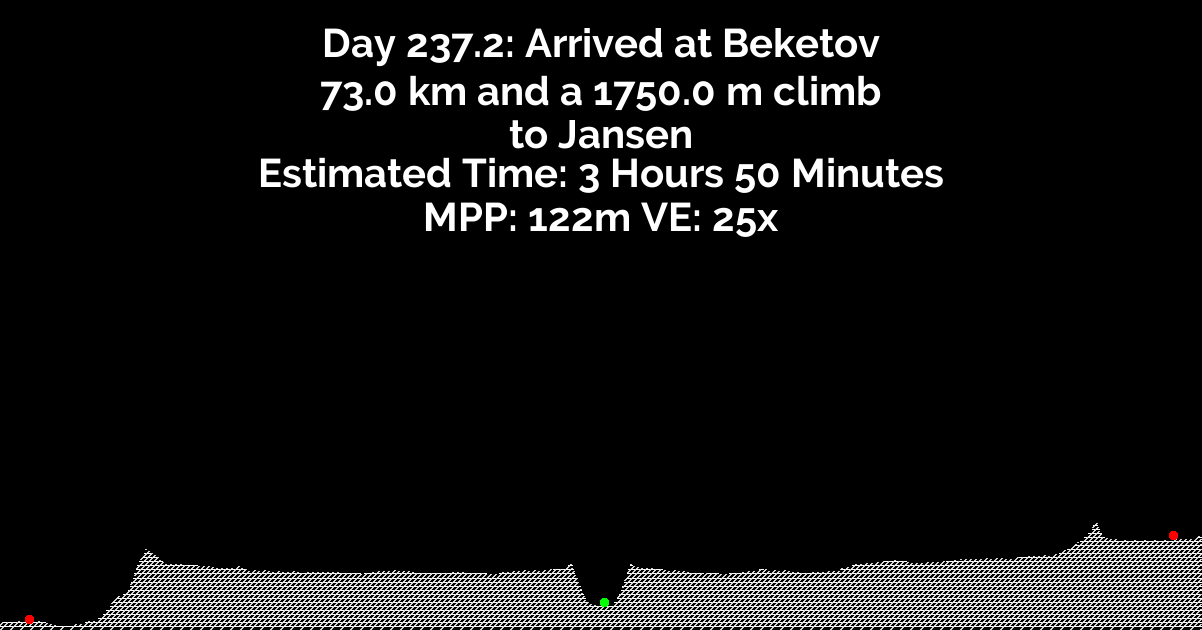 Day 237.2: Arrived at Beketov
73.0 km and a 1750.0 m climb
to Jansen
Estimated Time: 3 Hours 50 Minutes
MPP: 122m VE: 25x